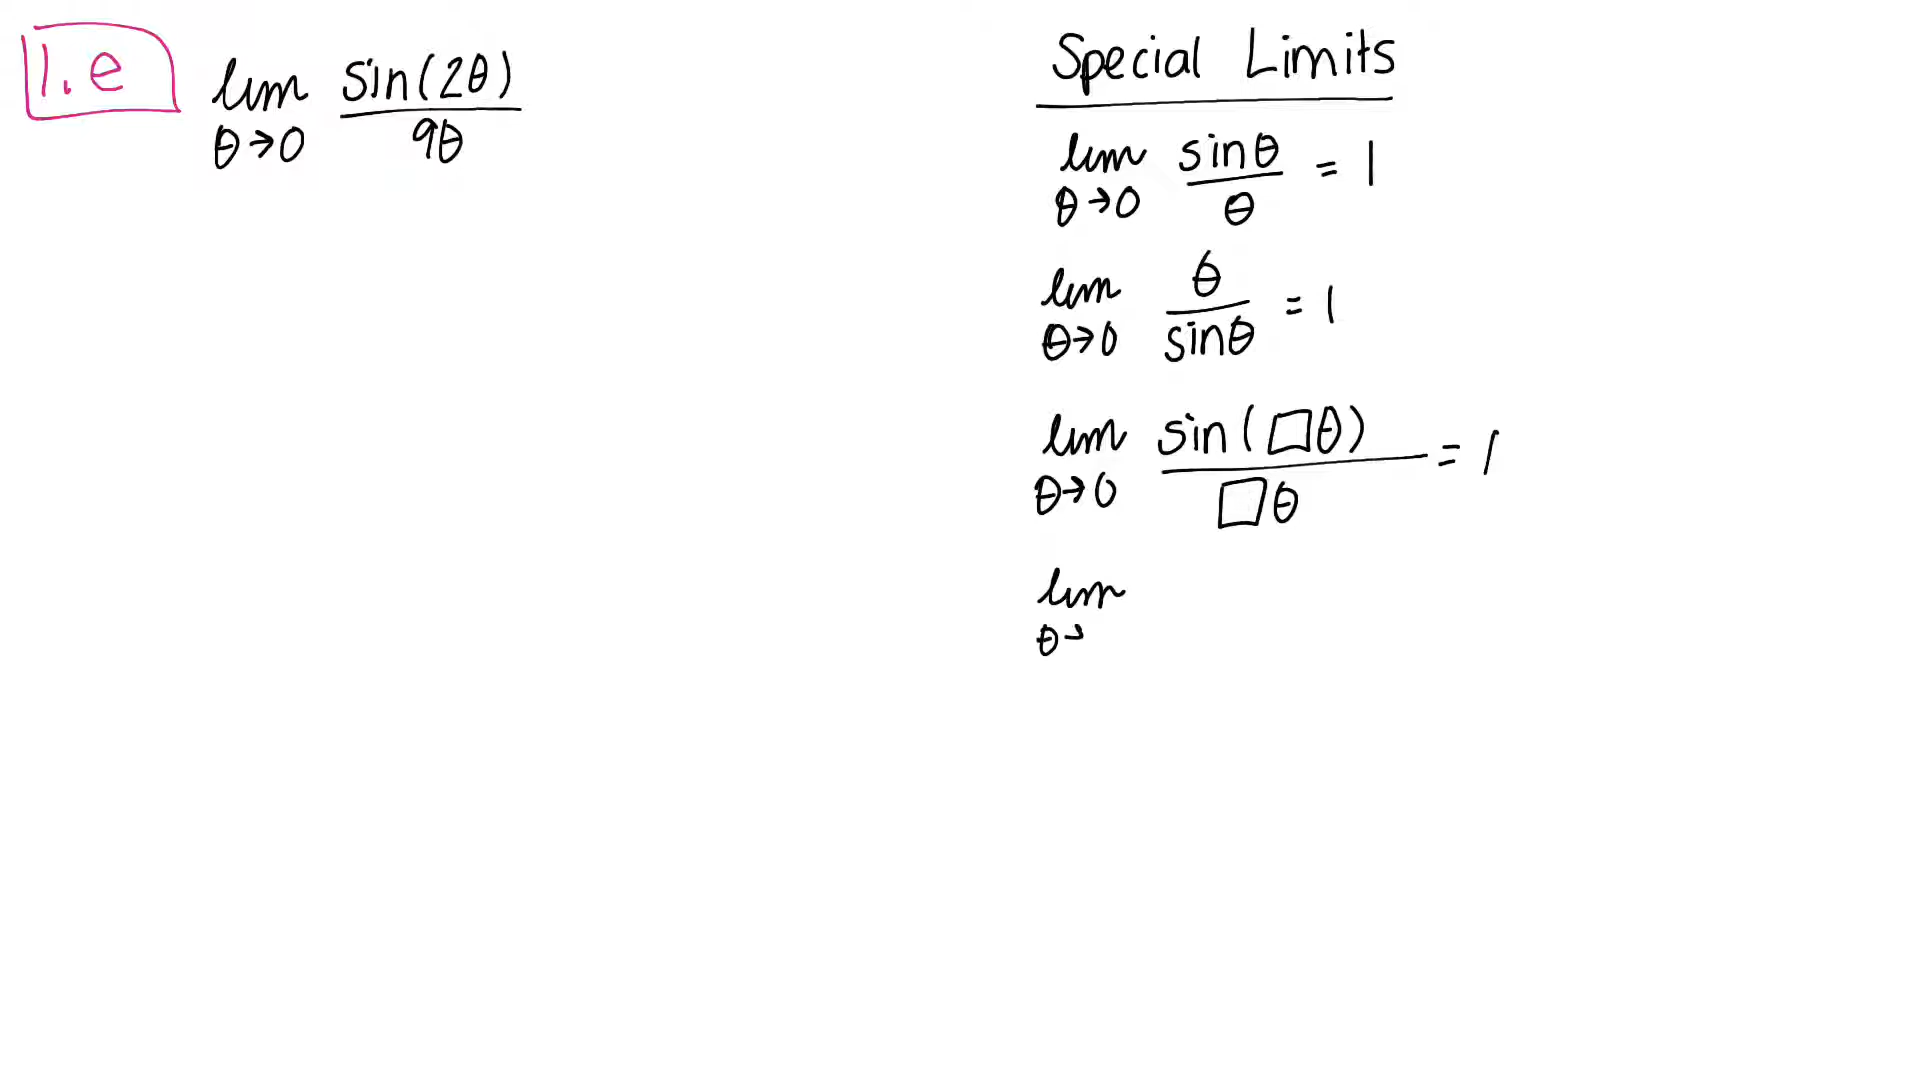 1.e
lim sin(2θ)
θ→0 9θ
Special Limits
lim sinθ = 1
θ→0 θ
lim θ = 1
θ→0 sinθ
lim sin(□θ) = 1
θ→0 □θ
lim
θ→